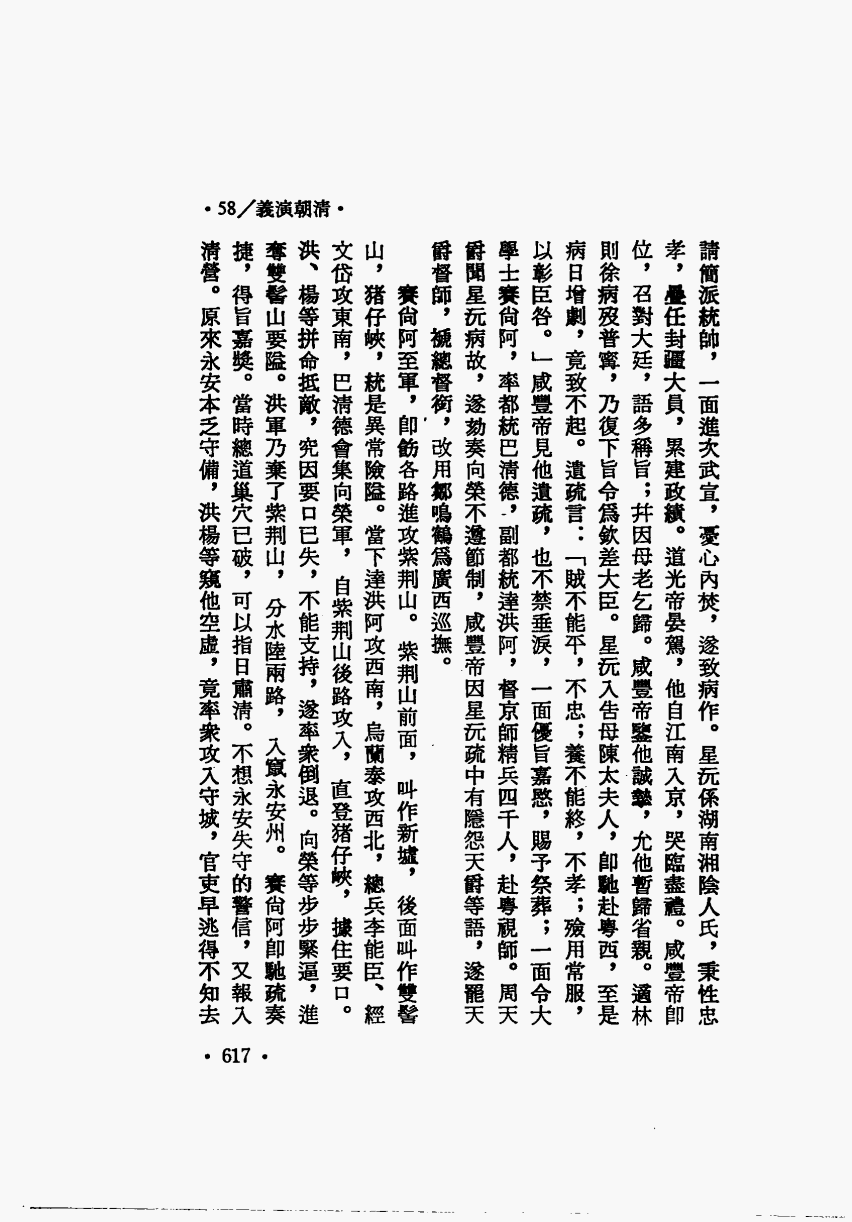 ·58／義演朝清·
請簡派統帥，一面進次武宣，憂心內焚，遂致病作。星沅係湖南湘陰人氏，秉性忠
孝，疊任封疆大員，累建政績。道光帝晏駕，他自江南入京，哭臨盡禮。咸豐帝卽
位，召對大廷，語多稱旨；幷因母老乞歸。咸豐帝鑒他誠摯，允他暫歸省親。適林
則徐病歿普寗，乃復下旨令爲欽差大臣。星沅入告母陳太夫人，卽馳赴粵西，至是
病日增劇，竟致不起。遺疏言：「賊不能平，不忠；養不能終，不孝；殮用常服，
以彰臣咎。」咸豐帝見他遺疏，也不禁垂淚，一面優旨嘉慜，賜予祭葬；一面令大
學士賽尙阿，率都統巴清德，副都統達洪阿，督京師精兵四千人，赴粵視師。周天
爵聞星沅病故，遂劾奏向榮不遵節制，咸豐帝因星沅疏中有隱怨天爵等語，遂罷天
爵督師，褫總督銜，改用鄒鳴鶴爲廣西巡撫。
賽尙阿至軍，卽飭各路進攻紫荆山。紫荆山前面，叫作新墟，後面叫作雙髻
山，猪仔峽，統是異常險隘。當下達洪阿攻西南，烏蘭泰攻西北，總兵李能臣、經
文岱攻東南，巴清德會集向榮軍，自紫荆山後路攻入，直登猪仔峽，據住要口。
洪、楊等拼命抵敵，究因要口已失，不能支持，遂率衆倒退。向榮等步步緊逼，進
奪雙髻山要隘。洪軍乃棄了紫荆山，分水陸兩路，入竄永安州。賽尙阿卽馳疏奏
捷，得旨嘉獎。當時總道巢穴已破，可以指日肅清。不想永安失守的警信，又報入
清營。原來永安本乏守備，洪楊等窺他空虛，竟率衆攻入守城，官吏早逃得不知去
·617·